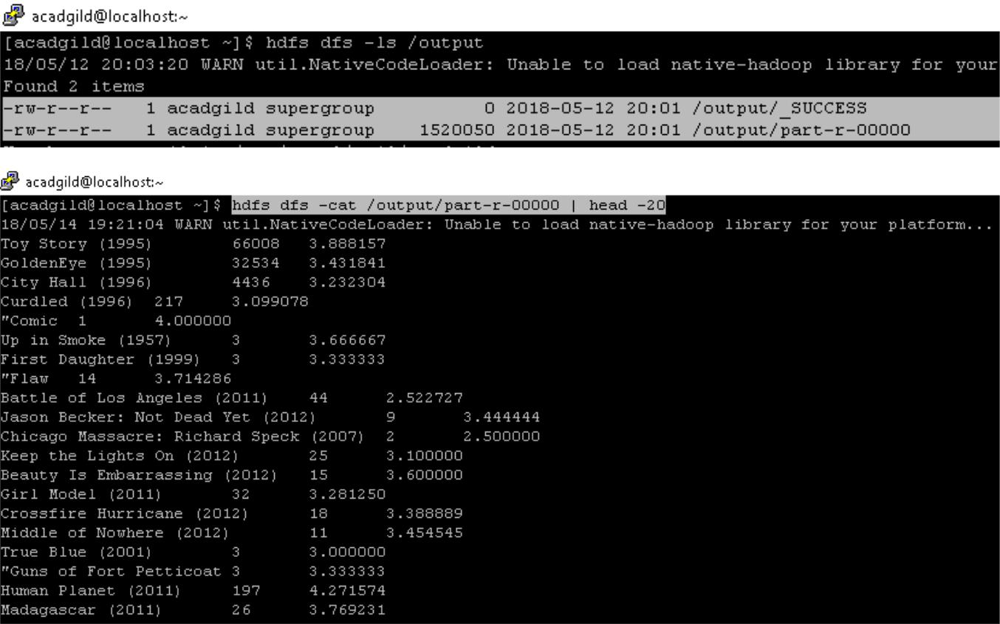 acadgild@localhost:~
[acadgild@localhost ~]$ hdfs dfs -ls /output
18/05/12 20:03:20 WARN util.NativeCodeLoader: Unable to load native-hadoop library for your
Found 2 items
-rw-r--r-- 1 acadgild supergroup 0 2018-05-12 20:01 /output/_SUCCESS
-rw-r--r-- 1 acadgild supergroup 1520050 2018-05-12 20:01 /output/part-r-00000
acadgild@localhost:~
[acadgild@localhost ~]$ hdfs dfs -cat /output/part-r-00000 | head -20
18/05/14 19:21:04 WARN util.NativeCodeLoader: Unable to load native-hadoop library for your platform...
Toy Story (1995) 66008 3.888157
GoldenEye (1995) 32534 3.431841
City Hall (1996) 4436 3.232304
Curdled (1996) 217 3.099078
"Comic 1 4.000000
Up in Smoke (1957) 3 3.666667
First Daughter (1999) 3 3.333333
"Flaw 14 3.714286
Battle of Los Angeles (2011) 44 2.522727
Jason Becker: Not Dead Yet (2012) 9 3.444444
Chicago Massacre: Richard Speck (2007) 2 2.500000
Keep the Lights On (2012) 25 3.100000
Beauty Is Embarrassing (2012) 15 3.600000
Girl Model (2011) 32 3.281250
Crossfire Hurricane (2012) 18 3.388889
Middle of Nowhere (2012) 11 3.454545
True Blue (2001) 3 3.000000
"Guns of Fort Petticoat 3 3.333333
Human Planet (2011) 197 4.271574
Madagascar (2011) 26 3.769231